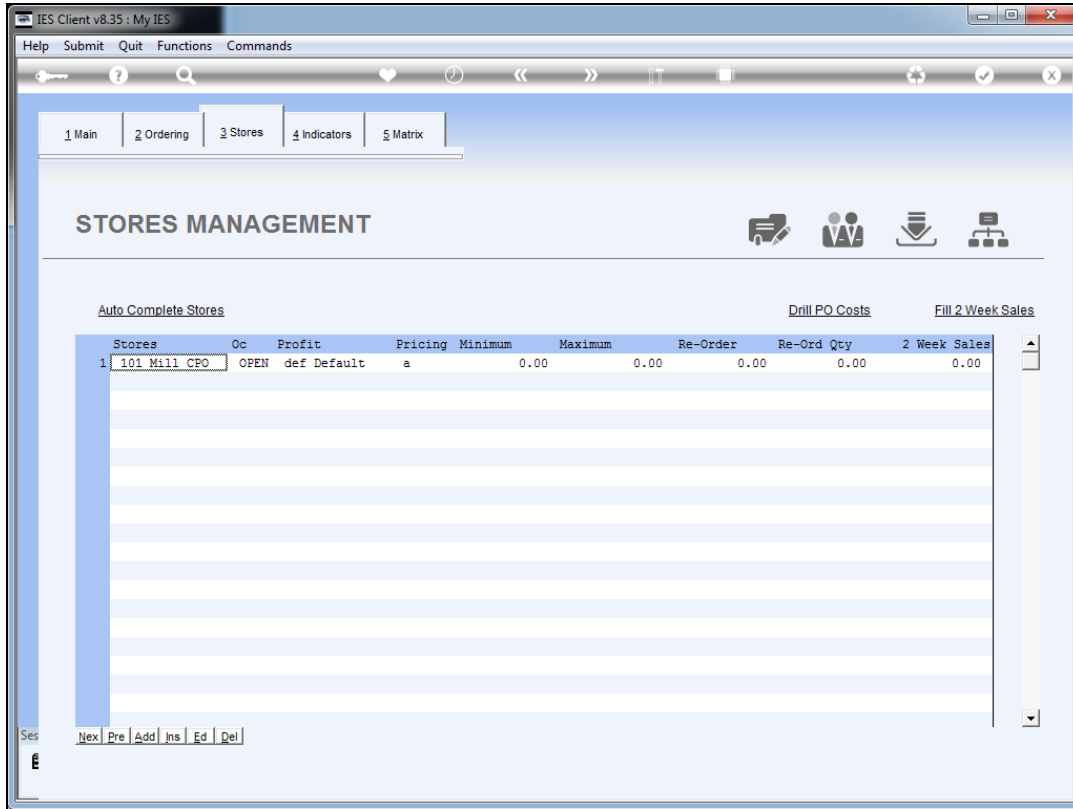 IES Client v8.35 : My IES
Help Submit Quit Functions Commands
1 Main 2 Ordering 3 Stores 4 Indicators 5 Matrix
STORES MANAGEMENT
Auto Complete Stores Drill PO Costs Fill 2 Week Sales
Stores Oc Profit Pricing Minimum Maximum Re-Order Re-Ord Qty 2 Week Sales
1 101 Mill CPO OPEN def Default a 0.00 0.00 0.00 0.00 0.00
Ses Nex Pre Add Ins Ed Del